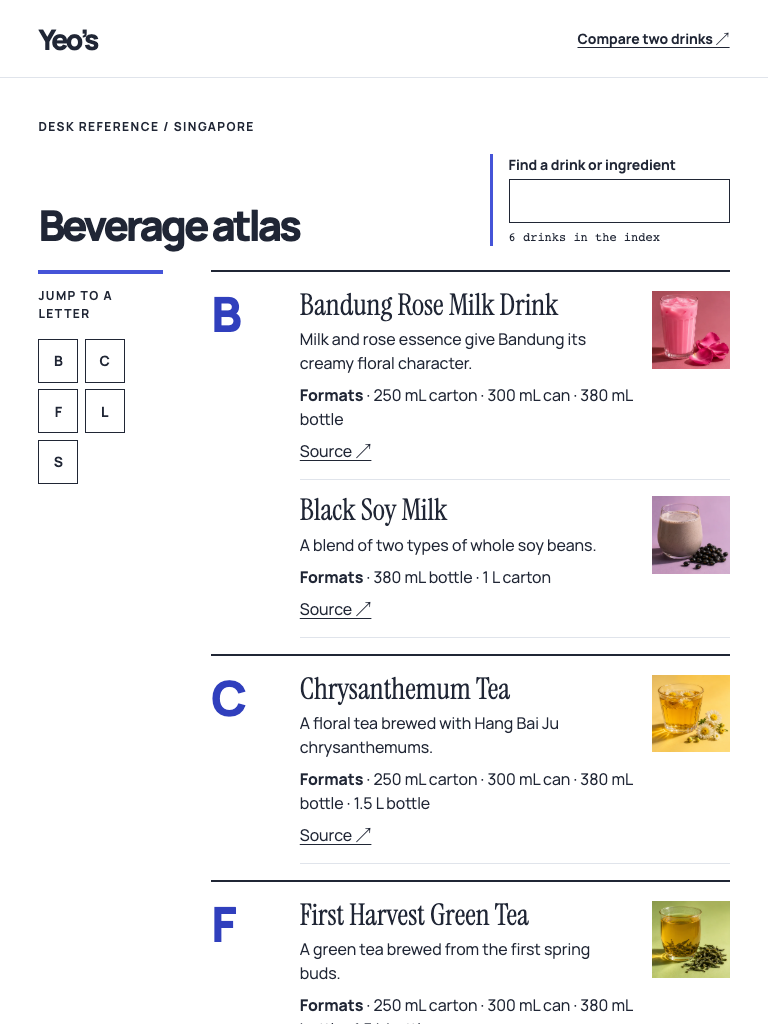 Yeo's
Compare two drinks ↗
DESK REFERENCE / SINGAPORE
Beverage atlas
Find a drink or ingredient
6 drinks in the index
JUMP TO A
LETTER
B
C
F
L
S
B
Bandung Rose Milk Drink
Milk and rose essence give Bandung its
creamy floral character.
Formats · 250 mL carton · 300 mL can · 380 mL
bottle
Source ↗
Black Soy Milk
A blend of two types of whole soy beans.
Formats · 380 mL bottle · 1 L carton
Source ↗
C
Chrysanthemum Tea
A floral tea brewed with Hang Bai Ju
chrysanthemums.
Formats · 250 mL carton · 300 mL can · 380 mL
bottle · 1.5 L bottle
Source ↗
F
First Harvest Green Tea
A green tea brewed from the first spring
buds.
Formats · 250 mL carton · 300 mL can · 380 mL